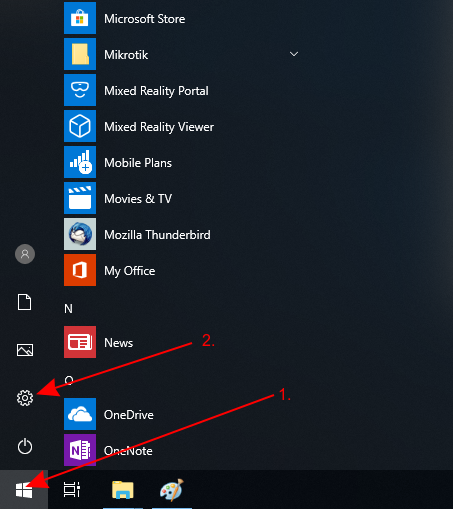 Microsoft Store
Mikrotik
Mixed Reality Portal
Mixed Reality Viewer
Mobile Plans
Movies & TV
Mozilla Thunderbird
My Office
N
News
2.
O
1.
OneDrive
OneNote